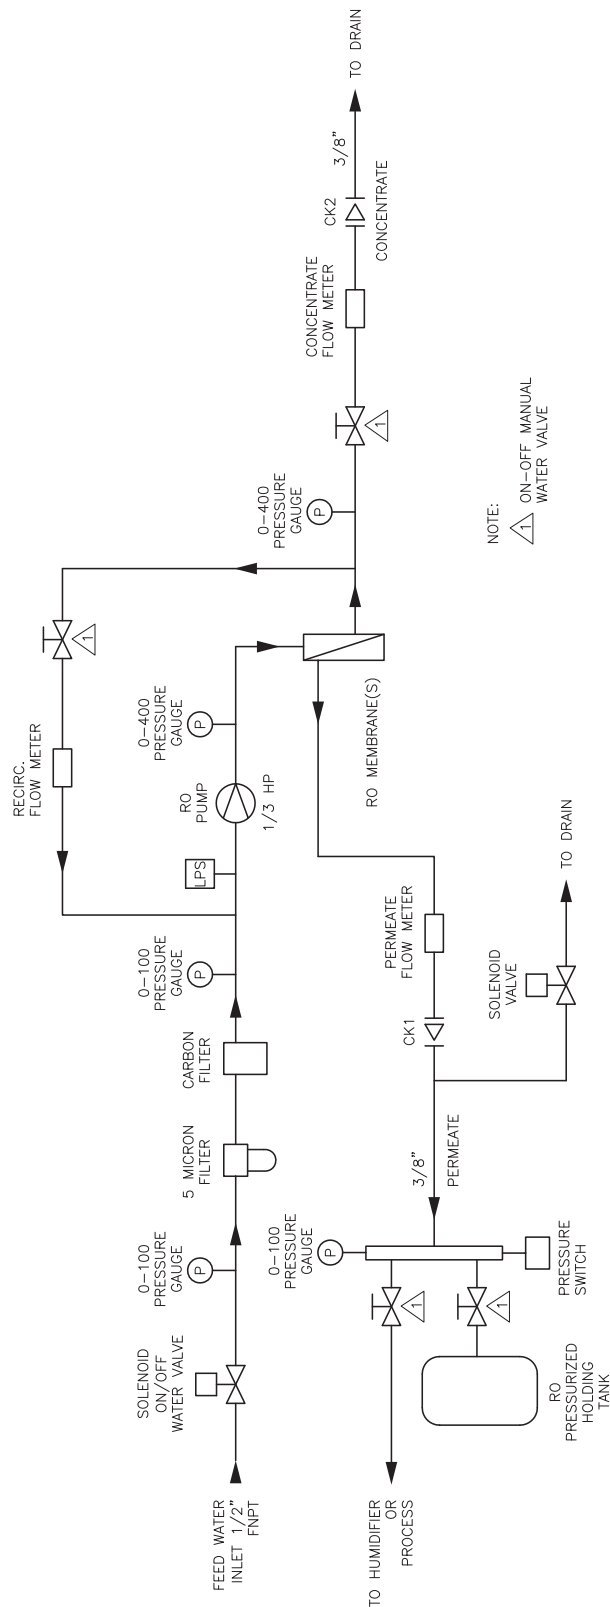 FEED WATER
INLET 1/2"
FNPT
SOLENOID
ON/OFF
WATER VALVE
0-100
PRESSURE
GAUGE
P
5 MICRON
FILTER
CARBON
FILTER
0-100
PRESSURE
GAUGE
P
LPS
RO
PUMP
1/3 HP
0-400
PRESSURE
GAUGE
P
RECIRC.
FLOW METER
1
RO MEMBRANE(S)
0-400
PRESSURE
GAUGE
P
1
CONCENTRATE
FLOW METER
CK2
CONCENTRATE
3/8"
TO DRAIN
PERMEATE
FLOW METER
CK1
3/8"
PERMEATE
SOLENOID
VALVE
TO DRAIN
0-100
PRESSURE
GAUGE
P
PRESSURE
SWITCH
1
1
RO
PRESSURIZED
HOLDING
TANK
TO HUMIDIFIER
OR
PROCESS
NOTE:
1 ON-OFF MANUAL
WATER VALVE